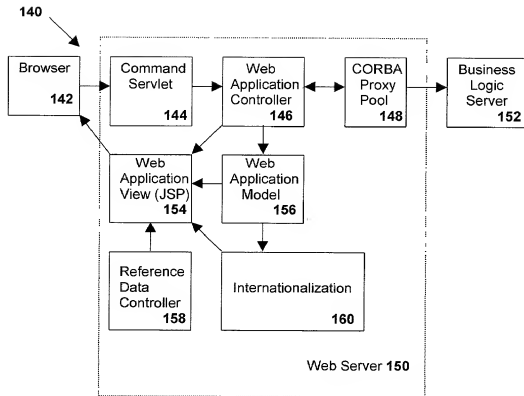 140
Browser
142
Command
Servlet
144
Web
Application
Controller
146
CORBA
Proxy
Pool
148
Business
Logic
Server
152
Web
Application
View (JSP)
154
Web
Application
Model
156
Reference
Data
Controller
158
Internationalization
160
Web Server 150